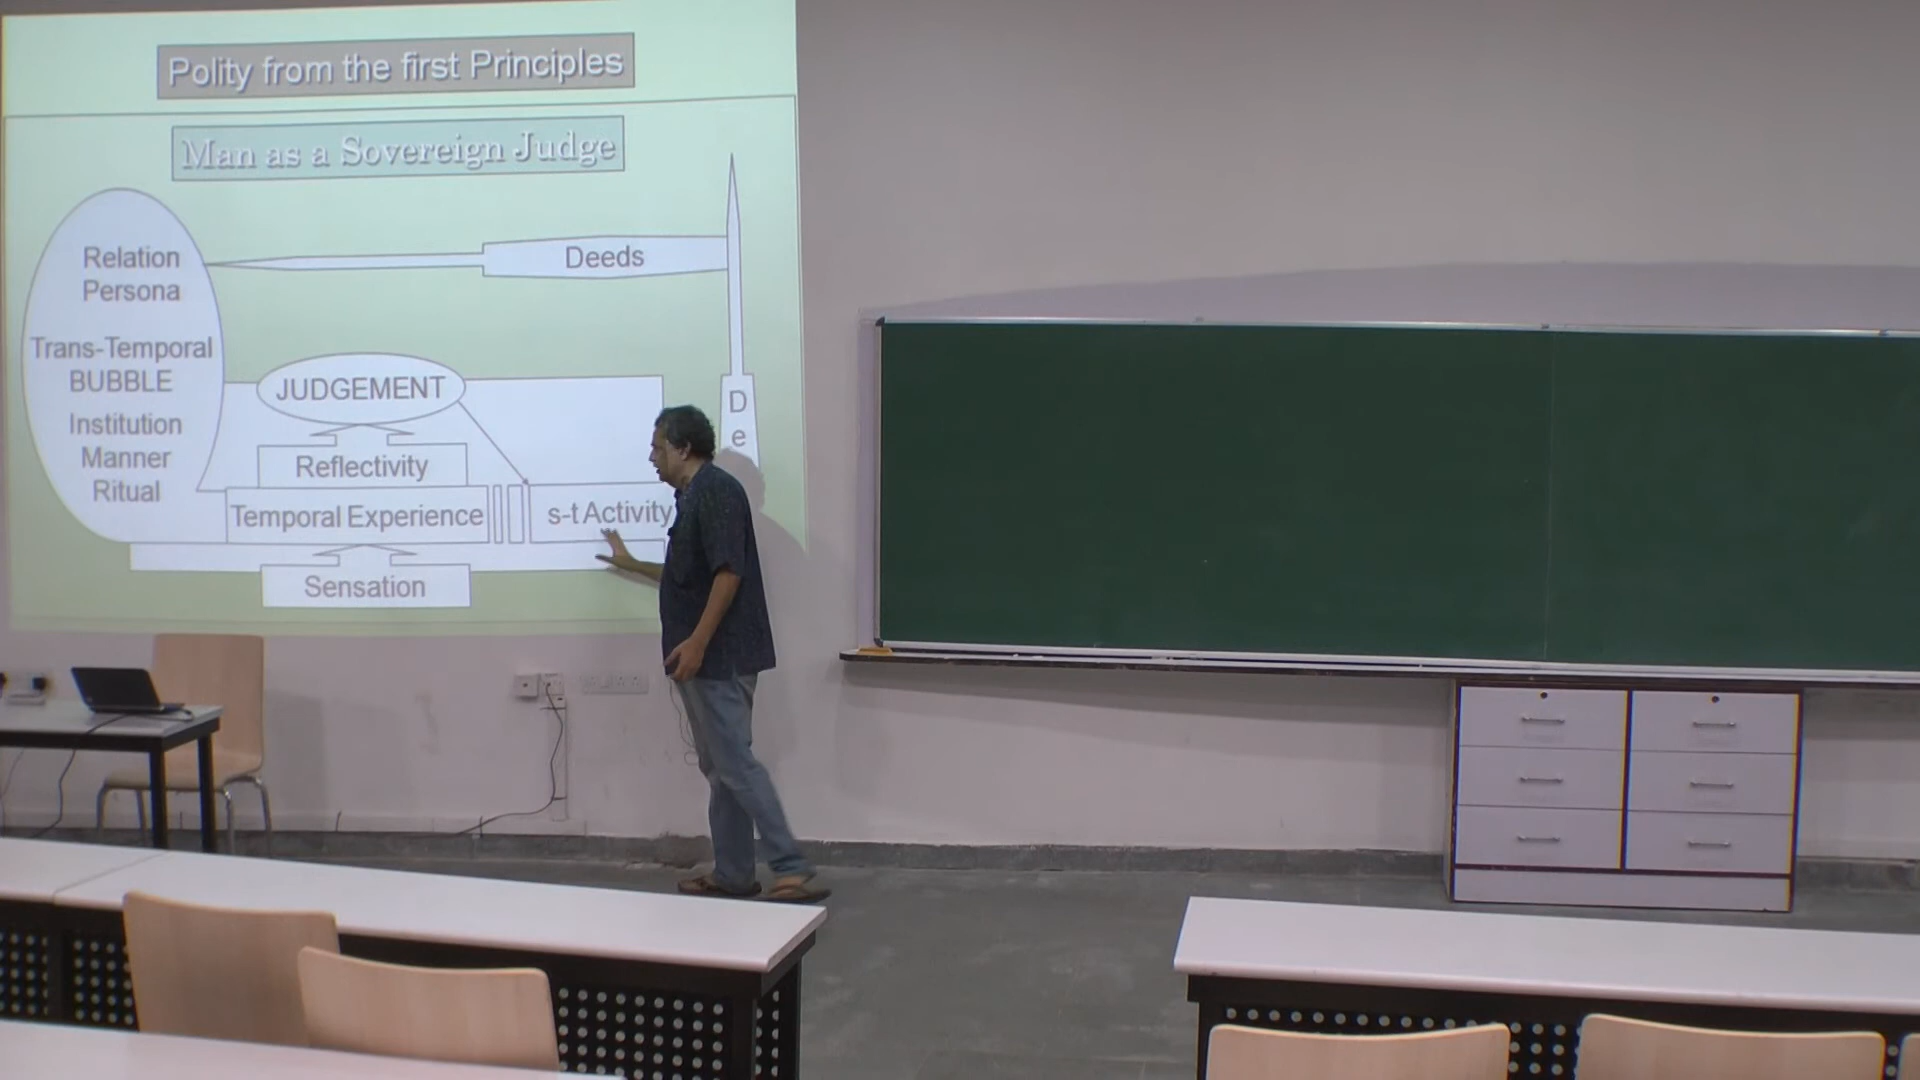 Polity from the first Principles
Man as a Sovereign Judge
Deeds
Relation
Persona
Trans-Temporal
BUBBLE
Institution
Manner
Ritual
JUDGEMENT
Reflectivity
Temporal Experience
s-t Activity
Sensation
D
e